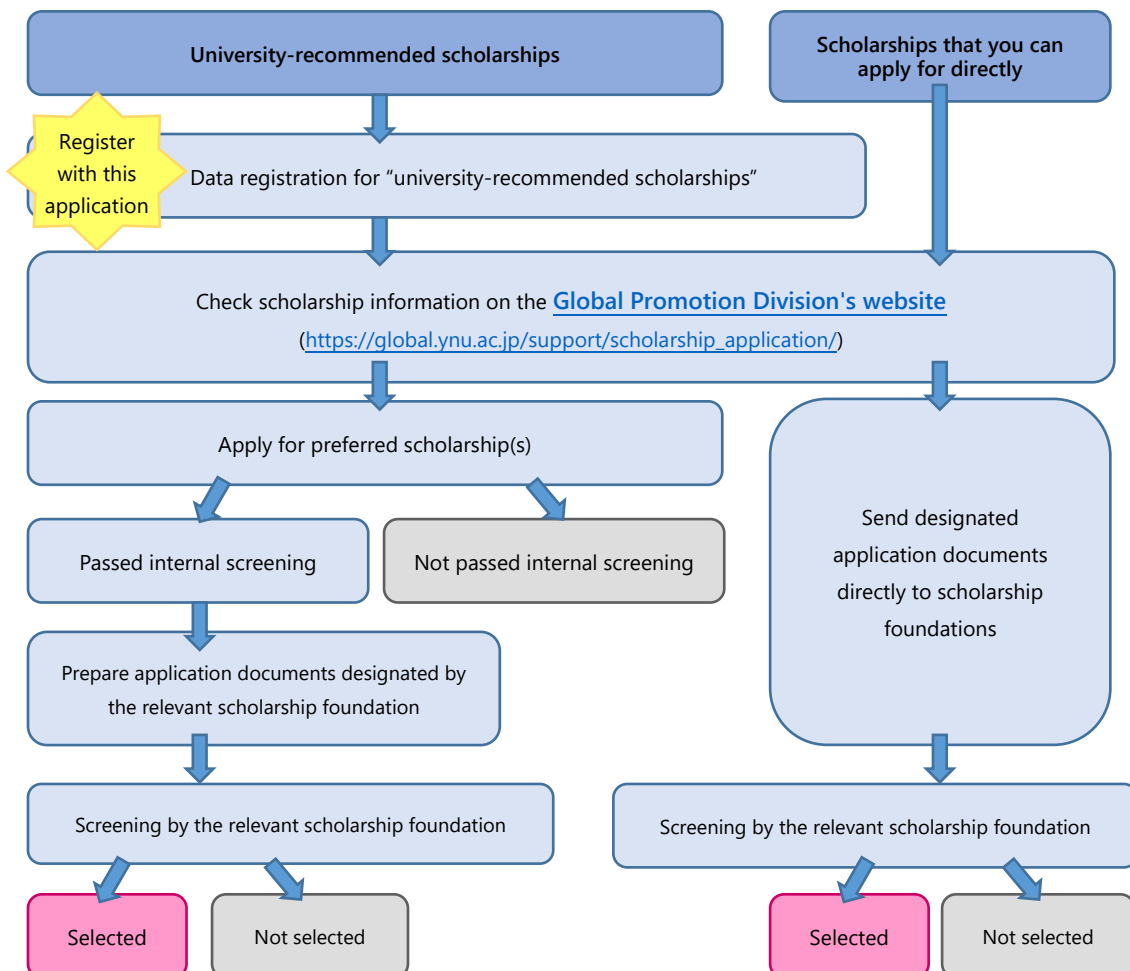 University-recommended scholarships
Scholarships that you can
apply for directly
Register
with this
application
Data registration for “university-recommended scholarships”
Check scholarship information on the Global Promotion Division's website
(https://global.ynu.ac.jp/support/scholarship_application/)
Apply for preferred scholarship(s)
Passed internal screening
Not passed internal screening
Send designated
application documents
directly to scholarship
foundations
Prepare application documents designated by
the relevant scholarship foundation
Screening by the relevant scholarship foundation
Screening by the relevant scholarship foundation
Selected
Not selected
Selected
Not selected